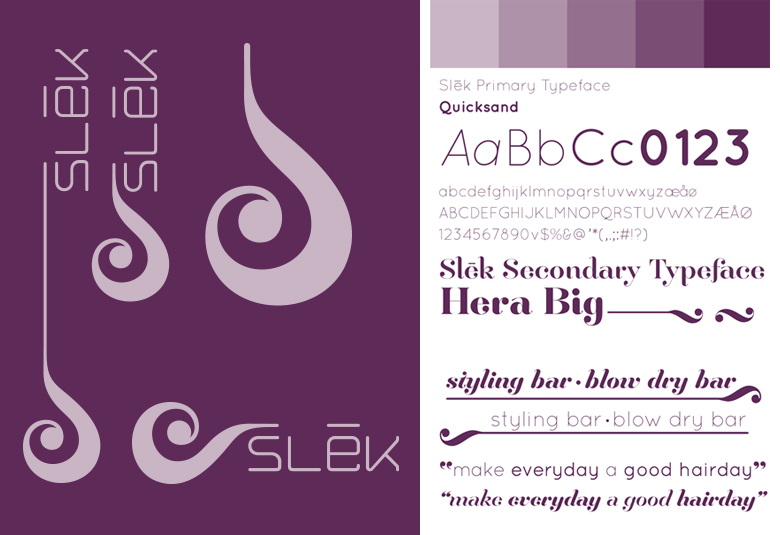 SLĒK
SLĒK
SLĒK
Slēk Primary Typeface
Quicksand
AaBbCc0123
abcdefghijklmnopqrstuvwxyzæåø
ABCDEFGHIJKLMNOPQRSTUVWXYZÆÅØ
1234567890v$%&@'*(,.;:#!?)
Slēk Secondary Typeface
Hera Big
styling bar·blow dry bar
styling bar·blow dry bar
“make everyday a good hairday”
“make everyday a good hairday”